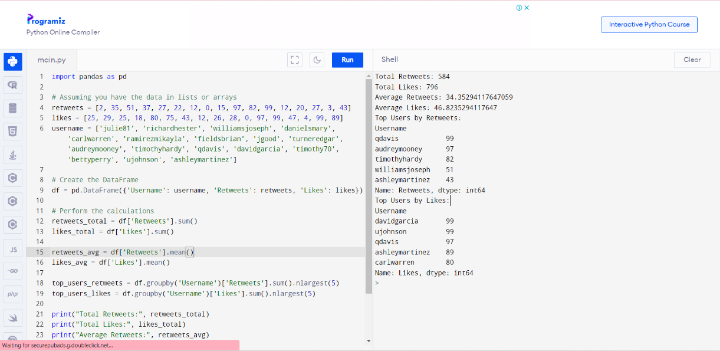 Programiz
Python Online Compiler
Interactive Python Course
main.py
Run
Shell
Clear
1 import pandas as pd
2
3 # Assuming you have the data in lists or arrays
4 retweets = [2, 35, 51, 37, 27, 22, 12, 0, 15, 97, 82, 99, 12, 20, 27, 3, 43]
5 likes = [25, 29, 25, 18, 80, 75, 43, 12, 26, 28, 0, 97, 99, 47, 4, 99, 89]
6 username = ['julie81', 'richardhester', 'williamsjoseph', 'danielsmary',
'carlwarren', 'ramirezmikayla', 'fieldsbrian', 'jgood', 'turneredgar',
'audreymooney', 'timothyhardy', 'qdavis', 'davidgarcia', 'timothy70',
'bettyperry', 'ujohnson', 'ashleymartinez']
7
8 # Create the DataFrame
9 df = pd.DataFrame({'Username': username, 'Retweets': retweets, 'Likes': likes})
10
11 # Perform the calculations
12 retweets_total = df['Retweets'].sum()
13 likes_total = df['Likes'].sum()
14
15 retweets_avg = df['Retweets'].mean()
16 likes_avg = df['Likes'].mean()
17
18 top_users_retweets = df.groupby('Username')['Retweets'].sum().nlargest(5)
19 top_users_likes = df.groupby('Username')['Likes'].sum().nlargest(5)
20
21 print("Total Retweets:", retweets_total)
22 print("Total Likes:", likes_total)
23 print("Average Retweets:", retweets_avg)
Total Retweets: 584
Total Likes: 796
Average Retweets: 34.35294117647059
Average Likes: 46.8235294117647
Top Users by Retweets:
Username
qdavis 99
audreymooney 97
timothyhardy 82
williamsjoseph 51
ashleymartinez 43
Name: Retweets, dtype: int64
Top Users by Likes:
Username
davidgarcia 99
ujohnson 99
qdavis 97
ashleymartinez 89
carlwarren 80
Name: Likes, dtype: int64
>
JS
GO
php
Waiting for securepubads.g.doubleclick.net...